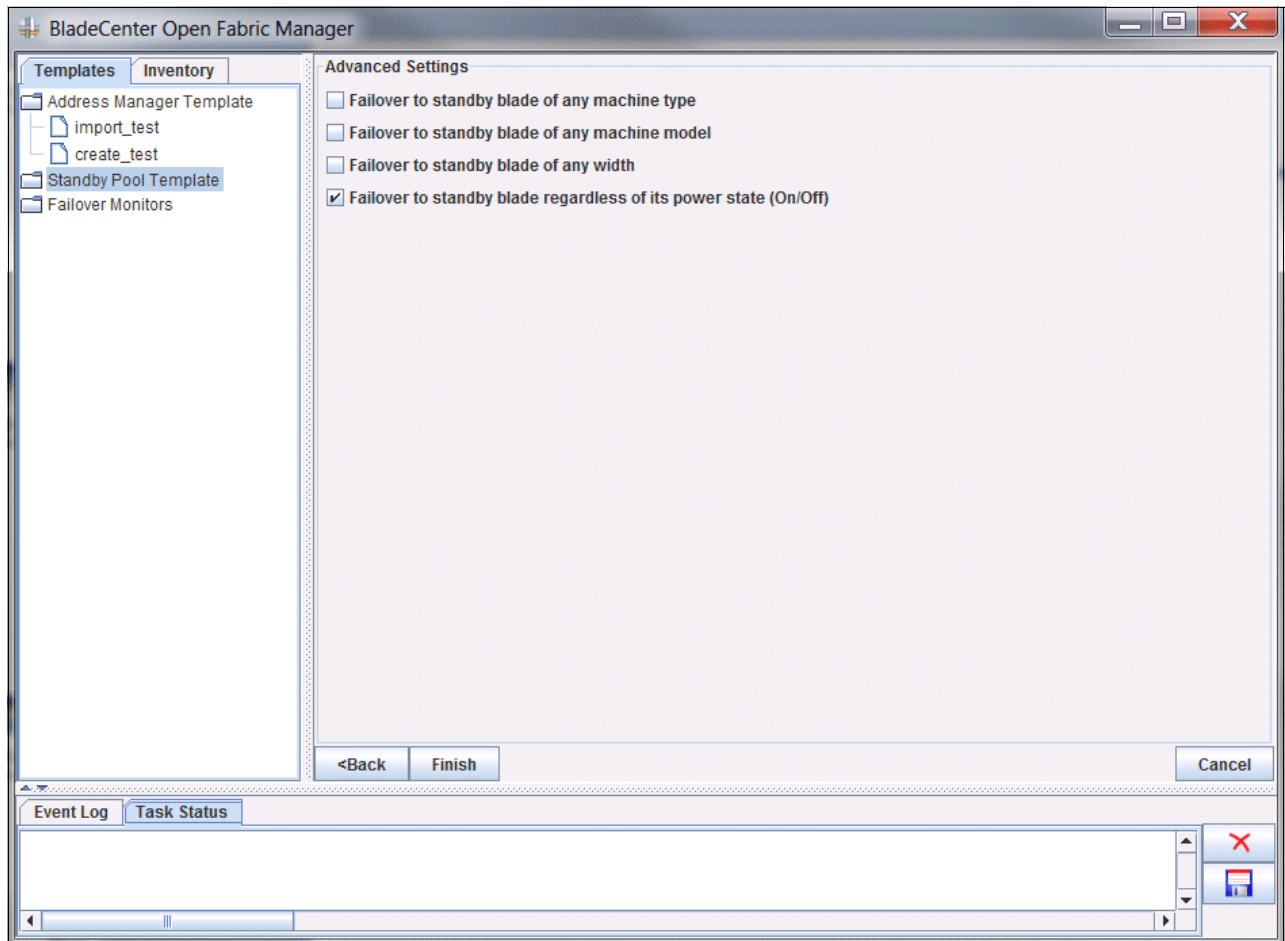 BladeCenter Open Fabric Manager
Templates Inventory
Address Manager Template
import_test
create_test
Standby Pool Template
Failover Monitors
Advanced Settings
Failover to standby blade of any machine type
Failover to standby blade of any machine model
Failover to standby blade of any width
Failover to standby blade regardless of its power state (On/Off)
<Back Finish Cancel
Event Log Task Status